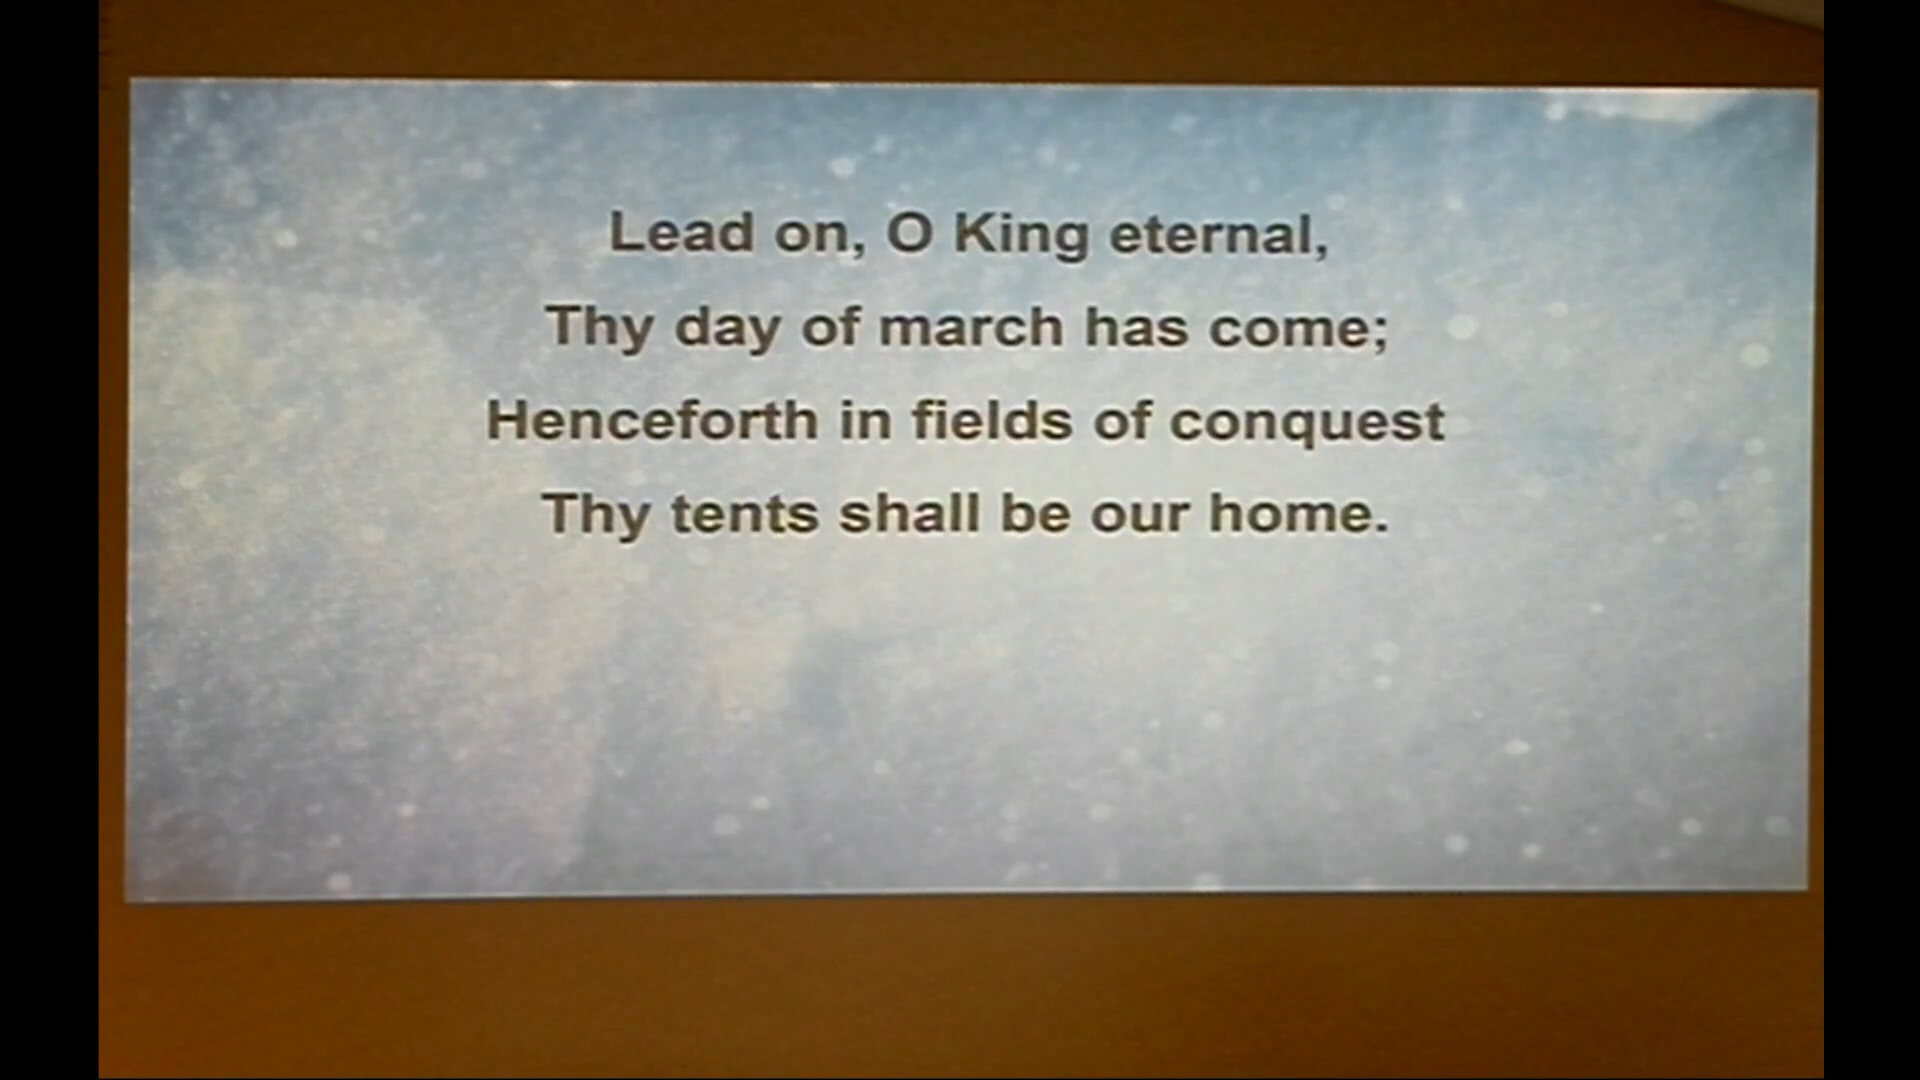 Lead on, O King eternal,
Thy day of march has come;
Henceforth in fields of conquest
Thy tents shall be our home.